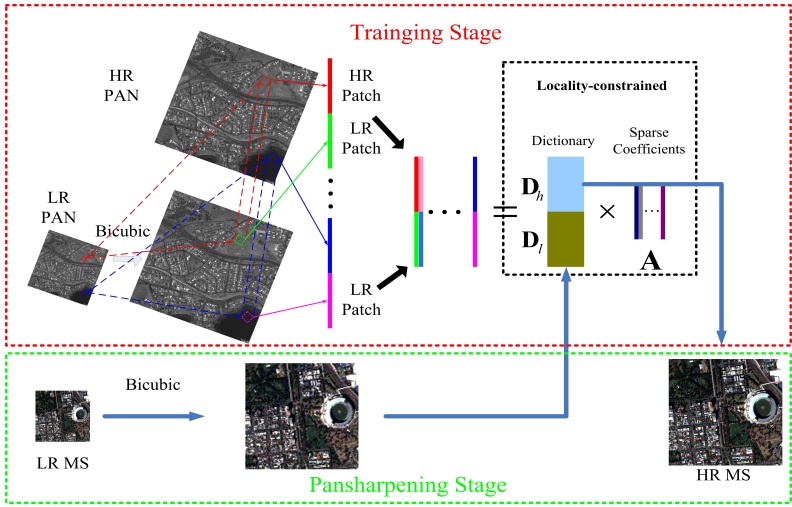 Trainging Stage
HR
PAN
LR
PAN
Bicubic
HR
Patch
LR
Patch
LR
Patch
Locality-constrained
Dictionary
Sparse
Coefficients
D_h
D_l
=
×
A
Bicubic
LR MS
HR MS
Pansharpening Stage